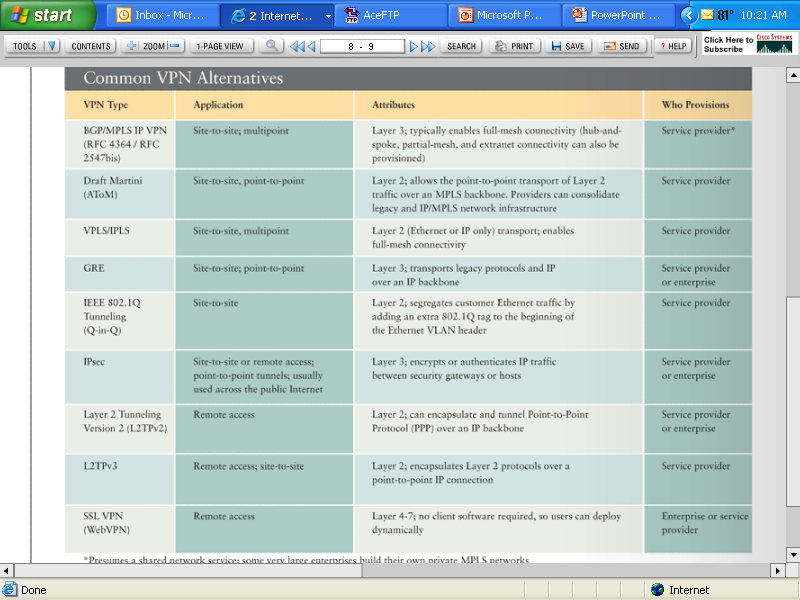 start
Inbox - Micr...
2 Internet...
AceFTP
Microsoft P...
PowerPoint ...
81°
10:21 AM
TOOLS
CONTENTS
ZOOM
1-PAGE VIEW
8 - 9
SEARCH
PRINT
SAVE
SEND
? HELP
Click Here to
Subscribe
CISCO SYSTEMS
Common VPN Alternatives
VPN Type Application Attributes Who Provisions
BGP/MPLS IP VPN
(RFC 4364 / RFC
2547bis)
Site-to-site; multipoint
Layer 3; typically enables full-mesh connectivity (hub-and-
spoke, partial-mesh, and extranet connectivity can also be
provisioned)
Service provider*
Draft Martini
(AToM)
Site-to-site, point-to-point
Layer 2; allows the point-to-point transport of Layer 2
traffic over an MPLS backbone. Providers can consolidate
legacy and IP/MPLS network infrastructure
Service provider
VPLS/IPLS
Site-to-site, multipoint
Layer 2 (Ethernet or IP only) transport; enables
full-mesh connectivity
Service provider
GRE
Site-to-site; point-to-point
Layer 3; transports legacy protocols and IP
over an IP backbone
Service provider
or enterprise
IEEE 802.1Q
Tunneling
(Q-in-Q)
Site-to-site
Layer 2; segregates customer Ethernet traffic by
adding an extra 802.1Q tag to the beginning of
the Ethernet VLAN header
Service provider
IPsec
Site-to-site or remote access;
point-to-point tunnels; usually
used across the public Internet
Layer 3; encrypts or authenticates IP traffic
between security gateways or hosts
Service provider
or enterprise
Layer 2 Tunneling
Version 2 (L2TPv2)
Remote access
Layer 2; can encapsulate and tunnel Point-to-Point
Protocol (PPP) over an IP backbone
Service provider
or enterprise
L2TPv3
Remote access; site-to-site
Layer 2; encapsulates Layer 2 protocols over a
point-to-point IP connection
Service provider
SSL VPN
(WebVPN)
Remote access
Layer 4-7; no client software required, so users can deploy
dynamically
Enterprise or service
provider
*Presumes a shared network service; some very large enterprises build their own private MPLS networks
Done
Internet